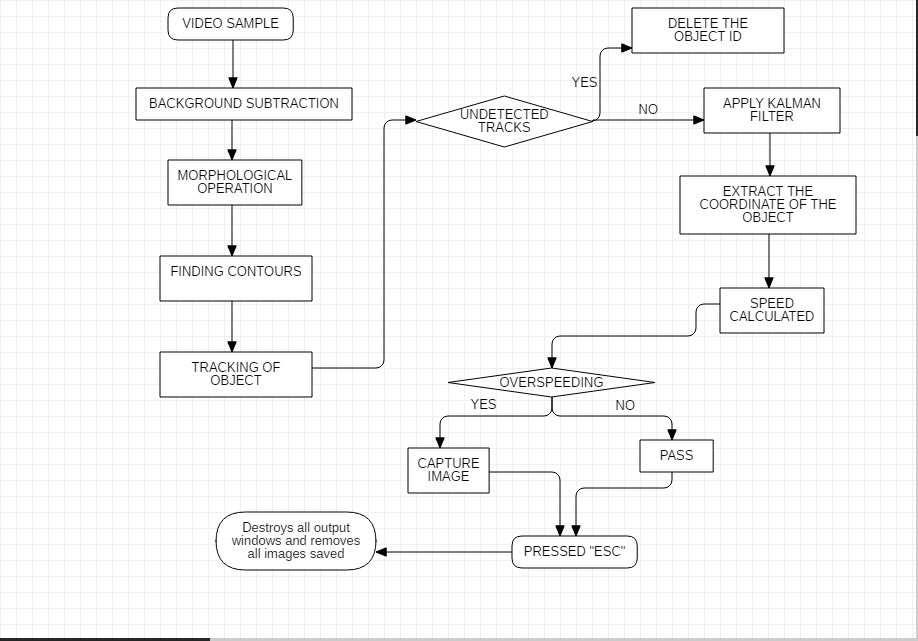 VIDEO SAMPLE
BACKGROUND SUBTRACTION
MORPHOLOGICAL
OPERATION
FINDING CONTOURS
TRACKING OF
OBJECT
UNDETECTED
TRACKS
YES
DELETE THE
OBJECT ID
NO
APPLY KALMAN
FILTER
EXTRACT THE
COORDINATE OF THE
OBJECT
SPEED
CALCULATED
OVERSPEEDING
YES
NO
CAPTURE
IMAGE
PASS
PRESSED "ESC"
Destroys all output
windows and removes
all images saved